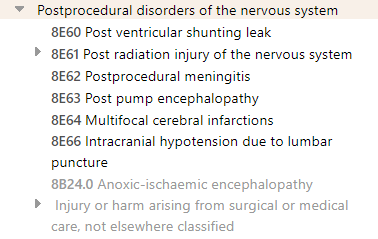 Postprocedural disorders of the nervous system
8E60 Post ventricular shunting leak
8E61 Post radiation injury of the nervous system
8E62 Postprocedural meningitis
8E63 Post pump encephalopathy
8E64 Multifocal cerebral infarctions
8E66 Intracranial hypotension due to lumbar
puncture
8B24.0 Anoxic-ischaemic encephalopathy
Injury or harm arising from surgical or medical
care, not elsewhere classified